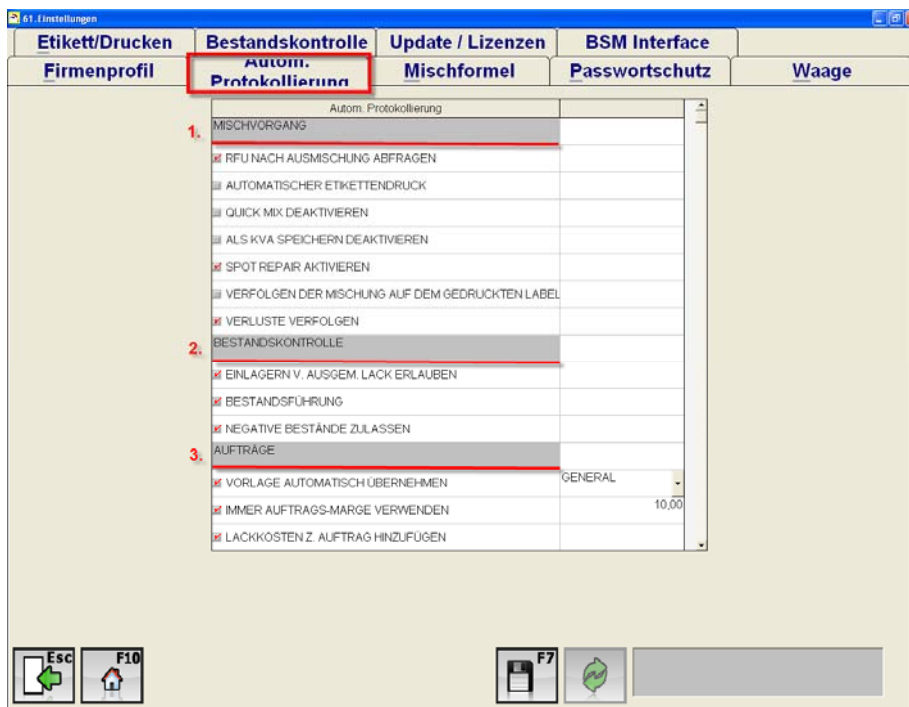 61.Einstellungen
Etikett/Drucken Bestandskontrolle Update / Lizenzen BSM Interface
Firmenprofil Autom. Protokollierung Mischformel Passwortschutz Waage
Autom. Protokollierung
1. MISCHVORGANG
RFU NACH AUSMISCHUNG ABFRAGEN
AUTOMATISCHER ETIKETTENDRUCK
QUICK MIX DEAKTIVIEREN
ALS KVA SPEICHERN DEAKTIVIEREN
SPOT REPAIR AKTIVIEREN
VERFOLGEN DER MISCHUNG AUF DEM GEDRUCKTEN LABEL
VERLUSTE VERFOLGEN
2. BESTANDSKONTROLLE
EINLAGERN V. AUSGEM. LACK ERLAUBEN
BESTANDSFÜHRUNG
NEGATIVE BESTÄNDE ZULASSEN
3. AUFTRÄGE
VORLAGE AUTOMATISCH ÜBERNEHMEN GENERAL
IMMER AUFTRAGS-MARGE VERWENDEN 10,00
LACKKOSTEN Z. AUFTRAG HINZUFÜGEN
Esc F10 F7